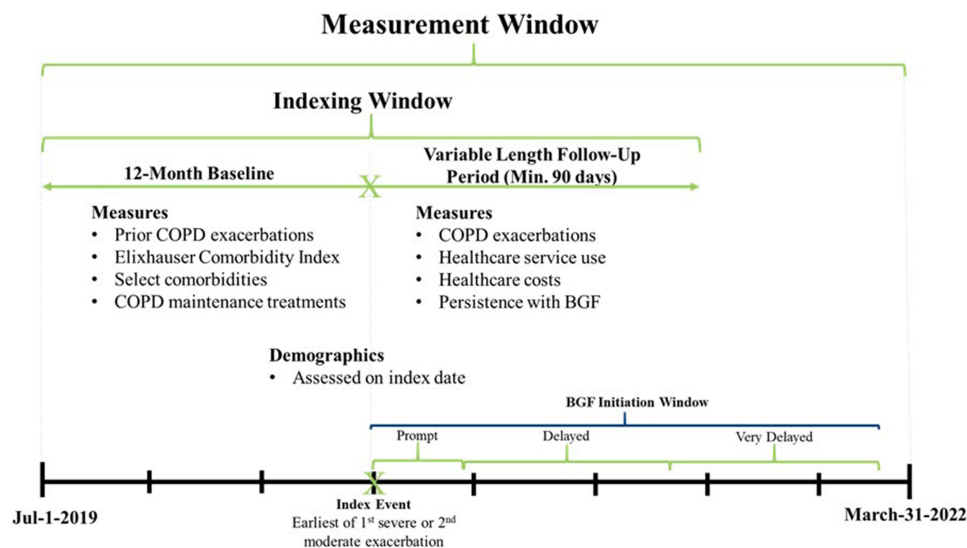 Measurement Window
Indexing Window
12-Month Baseline
Variable Length Follow-Up
Period (Min. 90 days)
X
Measures
• Prior COPD exacerbations
• Elixhauser Comorbidity Index
• Select comorbidities
• COPD maintenance treatments
Measures
• COPD exacerbations
• Healthcare service use
• Healthcare costs
• Persistence with BGF
Demographics
• Assessed on index date
BGF Initiation Window
Prompt
Delayed
Very Delayed
X
Jul-1-2019
Index Event
Earliest of 1st severe or 2nd
moderate exacerbation
March-31-2022